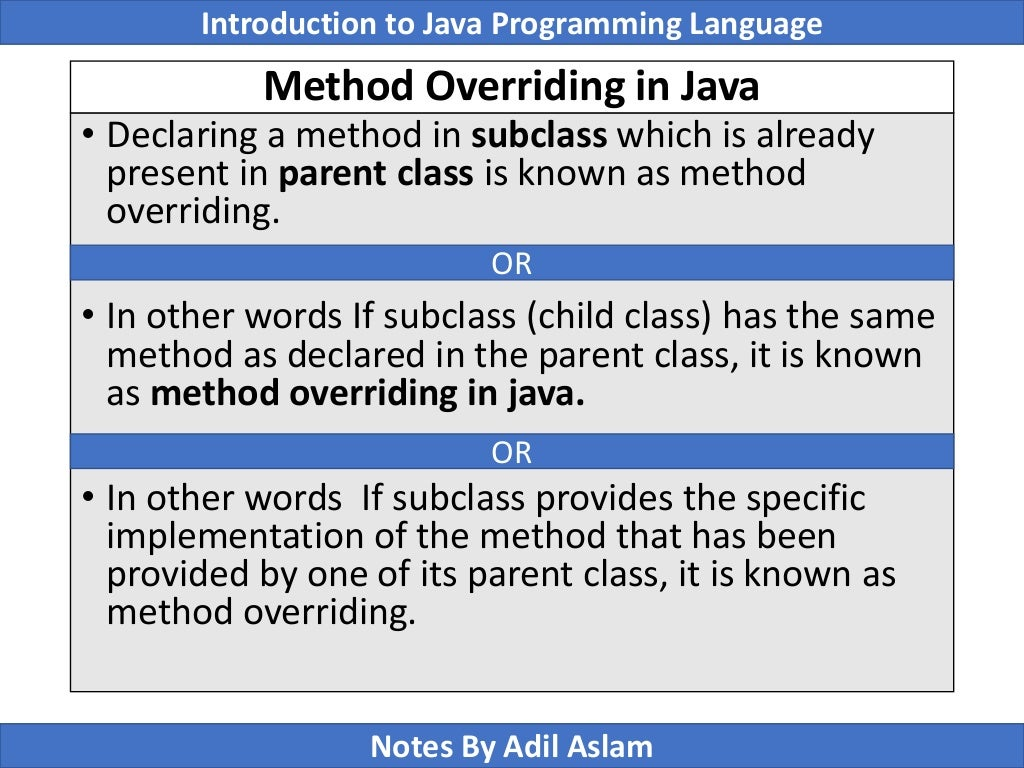 Introduction to Java Programming Language
Method Overriding in Java
• Declaring a method in subclass which is already
present in parent class is known as method
overriding.
OR
• In other words If subclass (child class) has the same
method as declared in the parent class, it is known
as method overriding in java.
OR
• In other words  If subclass provides the specific
implementation of the method that has been
provided by one of its parent class, it is known as
method overriding.
Notes By Adil Aslam